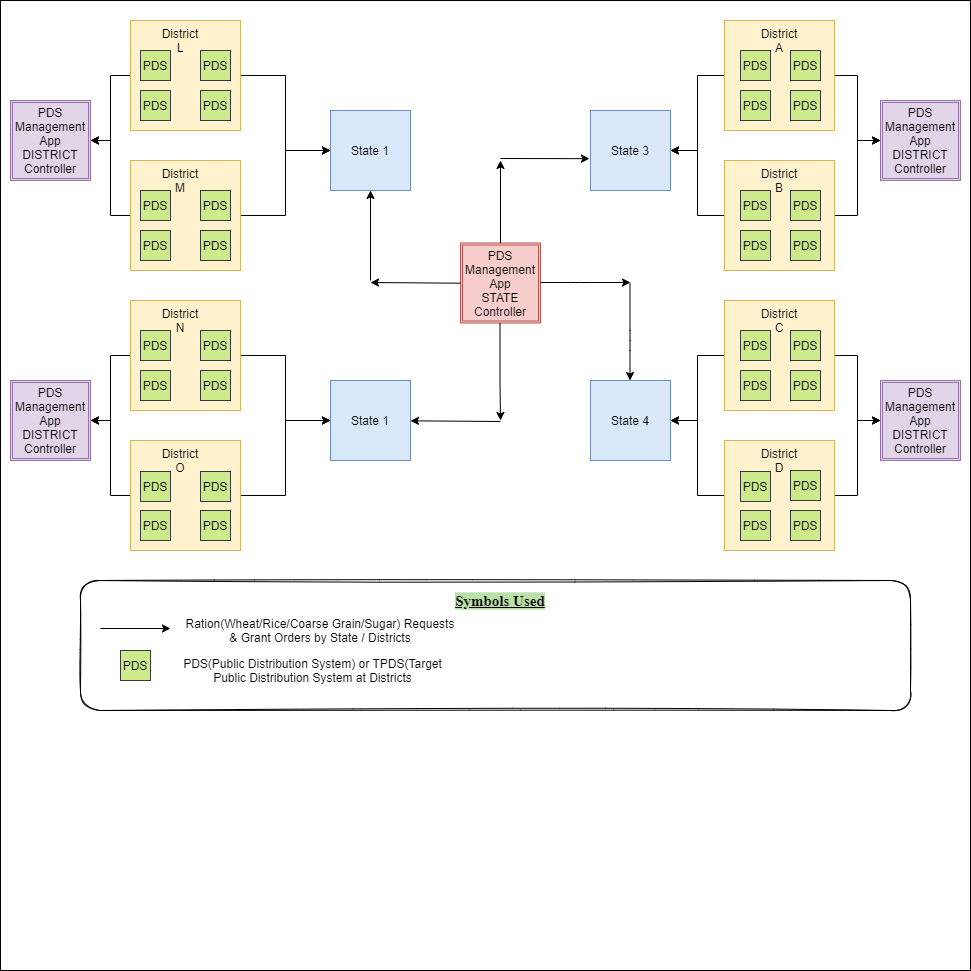 District
L
PDS
PDS
PDS
PDS
District
M
PDS
PDS
PDS
PDS
PDS
Management
App
DISTRICT
Controller
State 1
District
N
PDS
PDS
PDS
PDS
District
O
PDS
PDS
PDS
PDS
PDS
Management
App
DISTRICT
Controller
State 1
PDS
Management
App
STATE
Controller
State 3
District
A
PDS
PDS
PDS
PDS
District
B
PDS
PDS
PDS
PDS
PDS
Management
App
DISTRICT
Controller
State 4
District
C
PDS
PDS
PDS
PDS
District
D
PDS
PDS
PDS
PDS
PDS
Management
App
DISTRICT
Controller
Symbols Used
Ration(Wheat/Rice/Coarse Grain/Sugar) Requests
& Grant Orders by State / Districts
PDS
PDS(Public Distribution System) or TPDS(Target
Public Distribution System at Districts